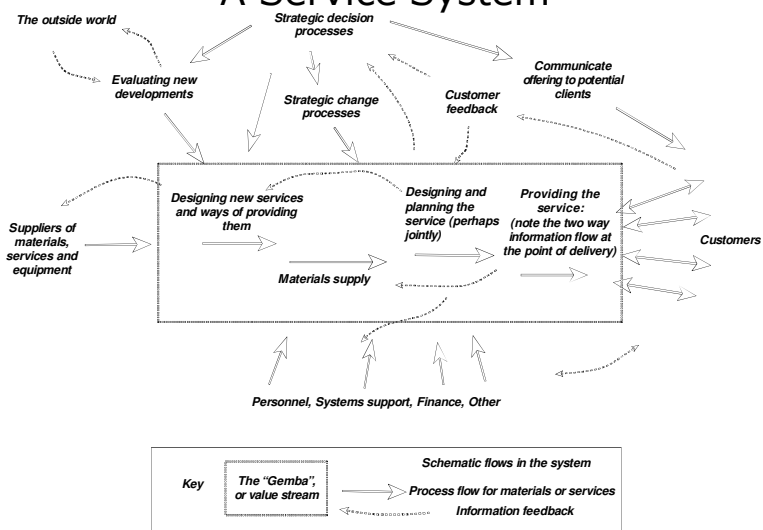 A Service System
The outside world
Strategic decision
processes
Evaluating new
developments
Strategic change
processes
Customer
feedback
Communicate
offering to potential
clients
Designing new services
and ways of providing
them
Designing and
planning the
service (perhaps
jointly)
Providing the
service:
(note the two way
information flow at
the point of delivery)
Suppliers of
materials,
services and
equipment
Customers
Materials supply
Personnel, Systems support, Finance, Other
Key
The “Gemba”,
or value stream
Schematic flows in the system
Process flow for materials or services
Information feedback